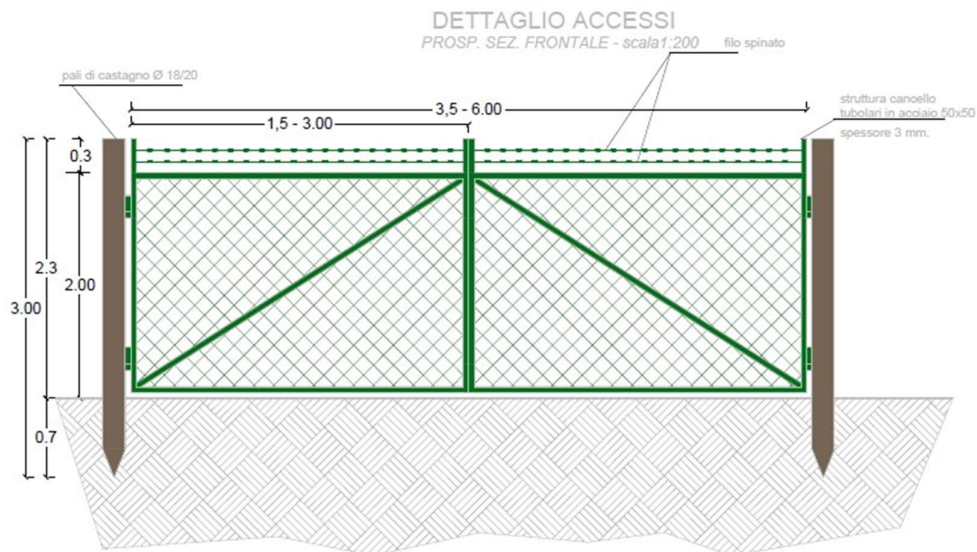 DETTAGLIO ACCESSI
PROSP. SEZ. FRONTALE - scala1:200
filo spinato
pali di castagno Ø 18/20
3,5 - 6.00
struttura cancello
tubolari in acciaio 50x50
spessore 3 mm.
1,5 - 3.00
0.3
2.3
2.00
3.00
0.7